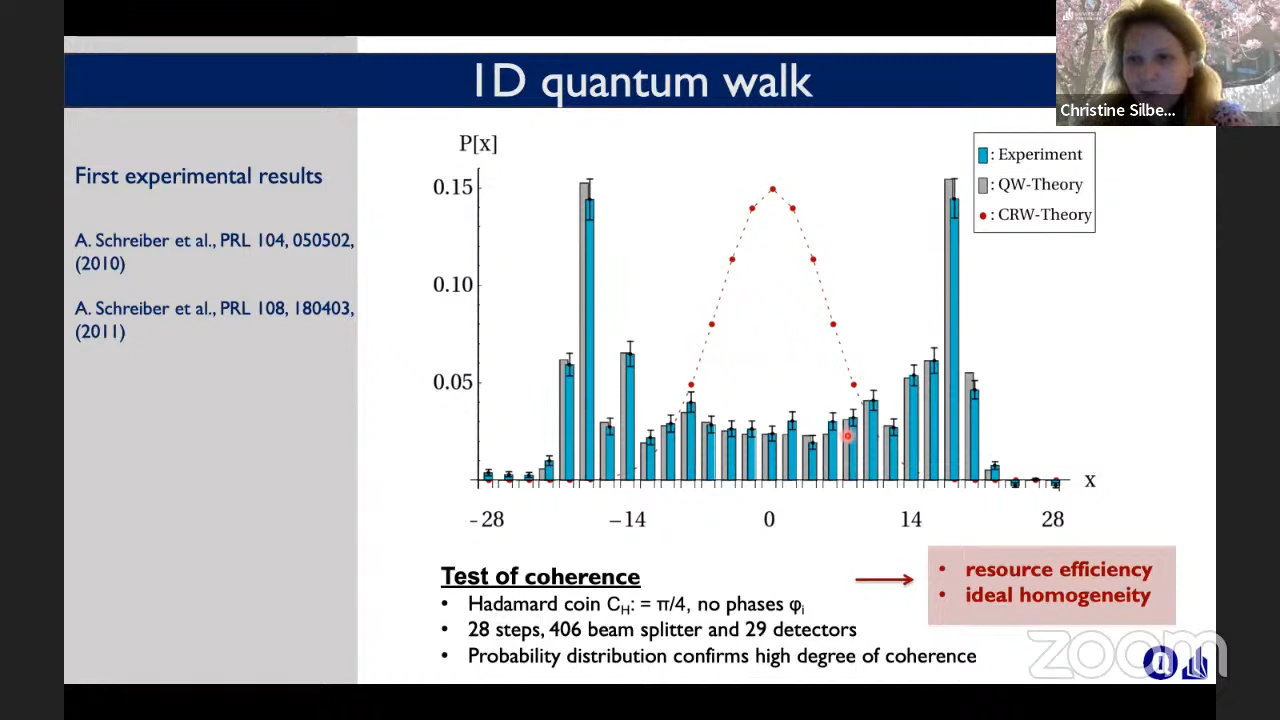 1D quantum walk
Christine Silbe...
First experimental results
A. Schreiber et al., PRL 104, 050502,
(2010)
A. Schreiber et al., PRL 108, 180403,
(2011)
P[x]
0.15
0.10
0.05
: Experiment
: QW-Theory
: CRW-Theory
x
-28
−14
0
14
28
Test of coherence
• Hadamard coin CH: = π/4, no phases φi
• 28 steps, 406 beam splitter and 29 detectors
• Probability distribution confirms high degree of coherence
• resource efficiency
• ideal homogeneity
zoom